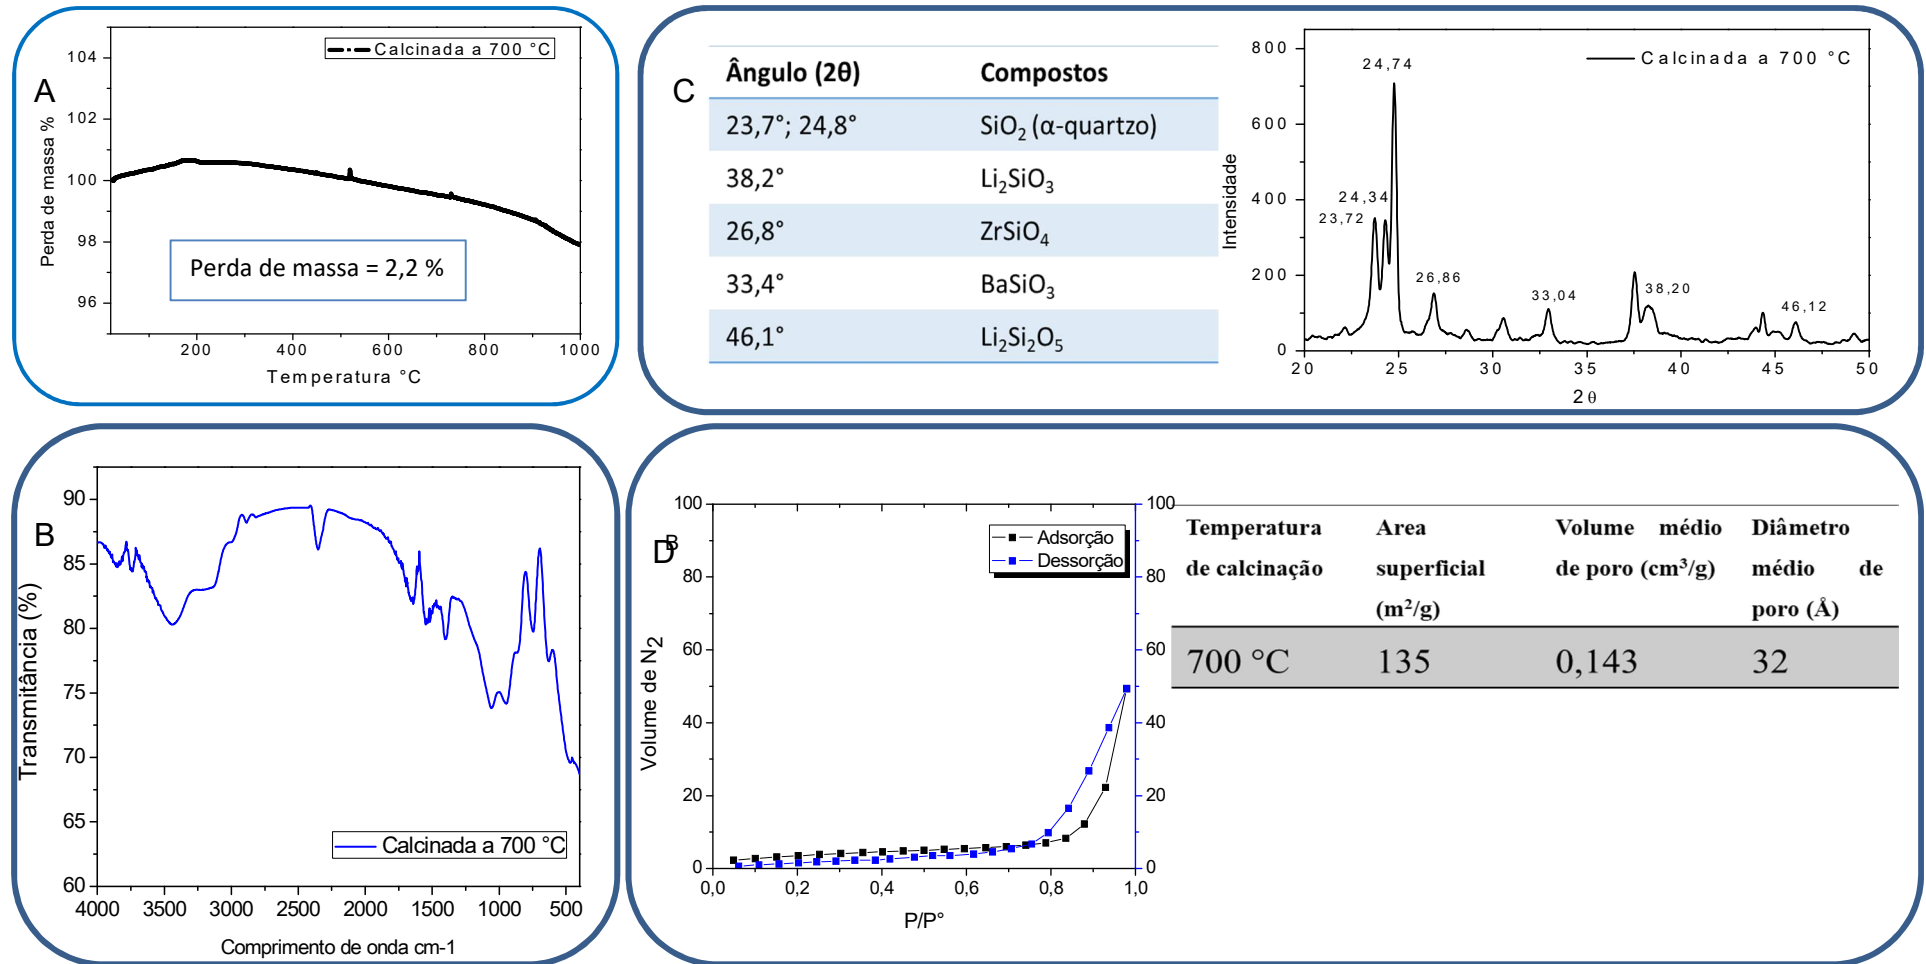 A
104
102
100
98
96
Perda de massa %
Calcinada a 700 °C
Perda de massa = 2,2 %
200 400 600 800 1000
Temperatura °C
C
Ângulo (2θ) Compostos
23,7°; 24,8° SiO₂ (α-quartzo)
38,2° Li₂SiO₃
26,8° ZrSiO₄
33,4° BaSiO₃
46,1° Li₂Si₂O₅
800
600
400
200
0
Intensidade
Calcinada a 700 °C
24,74
24,34
23,72
26,86
33,04
38,20
46,12
20 25 30 35 40 45 50
2 θ
B
90
85
80
75
70
65
60
Transmitância (%)
Calcinada a 700 °C
4000 3500 3000 2500 2000 1500 1000 500
Comprimento de onda cm-1
D
B
100
80
60
40
20
0
Volume de N₂
Adsorção
Dessorção
100
80
60
40
20
0
0,0 0,2 0,4 0,6 0,8 1,0
P/P°
Temperatura Area Volume médio Diâmetro
de calcinação superficial de poro (cm³/g) médio de
(m²/g) poro (Å)
700 °C 135 0,143 32